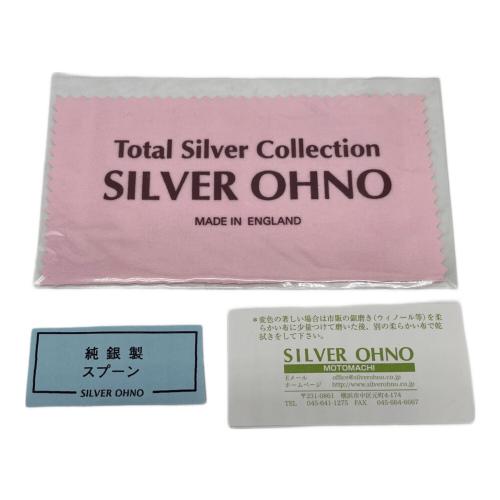 Total Silver Collection
SILVER OHNO
MADE IN ENGLAND
純銀製
スプーン
SILVER OHNO
*変色の著しい場合は市販の銀磨き(ウィノール等)を柔
らかい布に少量つけて磨いた後、別の柔らかい布で乾
拭きをして下さい。
SILVER OHNO
MOTOMACHI
Eメール office@silverohno.co.jp
ホームページ http://www.silverohno.co.jp
〒231-0861 横浜市中区元町4-174
TEL 045-641-1275 FAX 045-664-6667